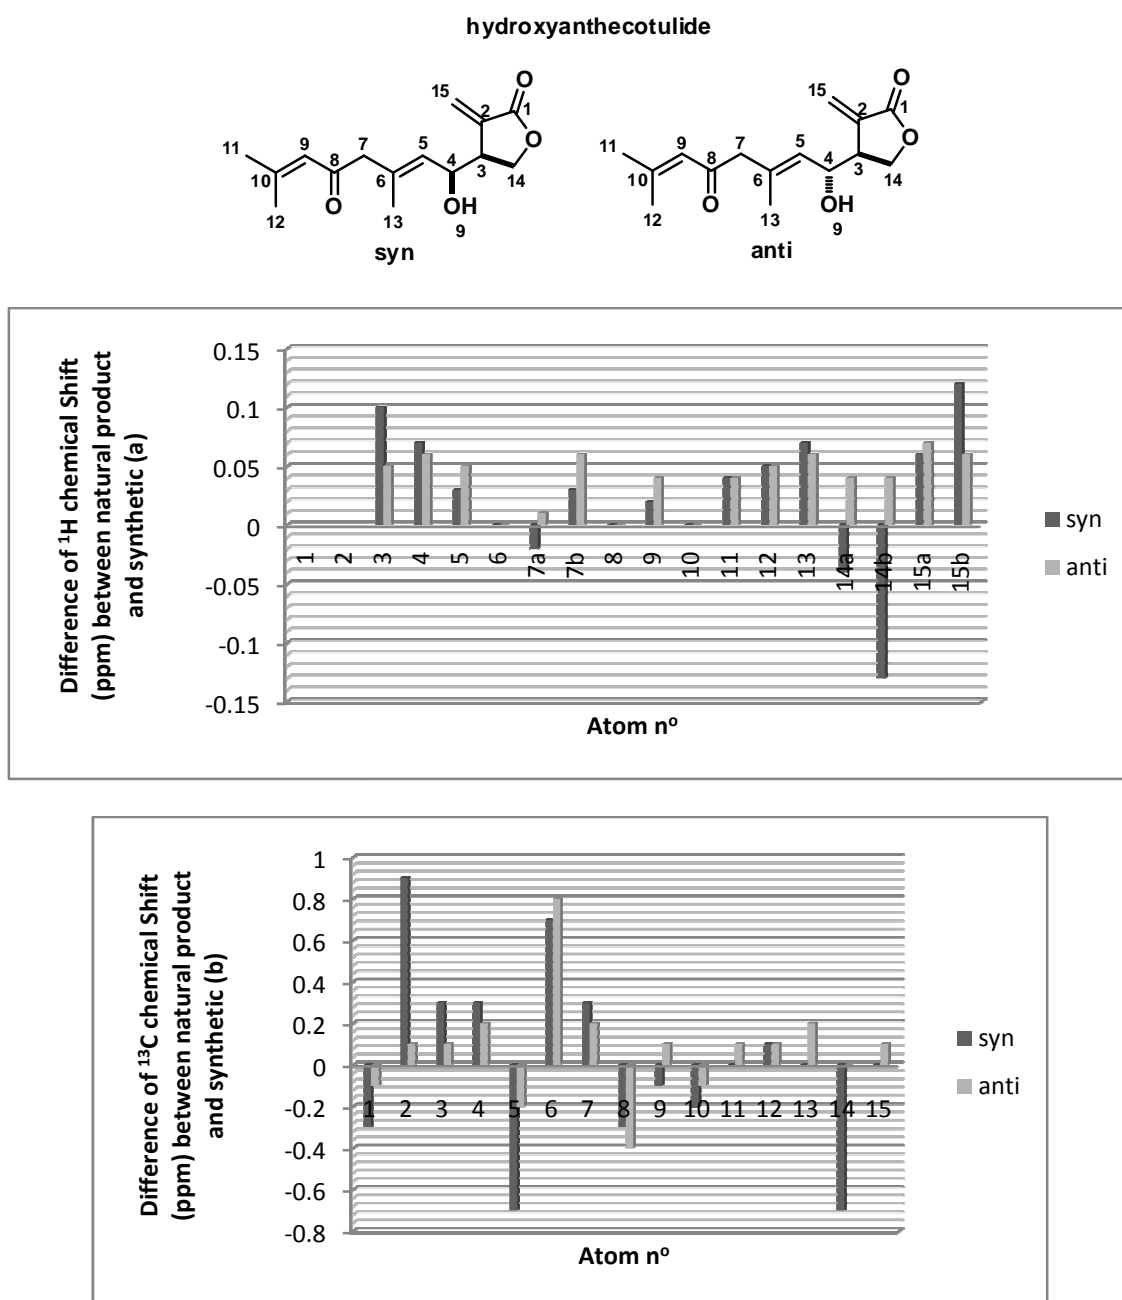 hydroxyanthecotulide
15 2 1 O O 14 3 4 5 6 7 8 9 10 11 12 13 O OH 9
syn
15 2 1 O O 14 3 4 5 6 7 8 9 10 11 12 13 O OH 9
anti
Difference of ¹H chemical Shift
(ppm) between natural product
and synthetic (a)
0.15
0.1
0.05
0
-0.05
-0.1
-0.15
1 2 3 4 5 6 7a 7b 8 9 10 11 12 13 14a 14b 15a 15b
Atom nº
syn
anti
Difference of ¹³C chemical Shift
(ppm) between natural product
and synthetic (b)
1
0.8
0.6
0.4
0.2
0
-0.2
-0.4
-0.6
-0.8
1 2 3 4 5 6 7 8 9 10 11 12 13 14 15
Atom nº
syn
anti